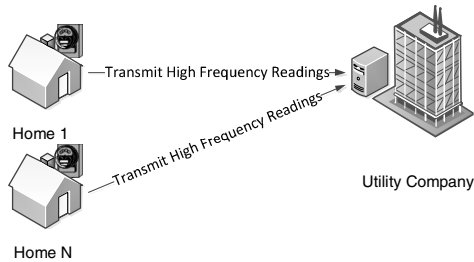 Transmit High Frequency Readings
Transmit High Frequency Readings
Home 1
Utility Company
Home N